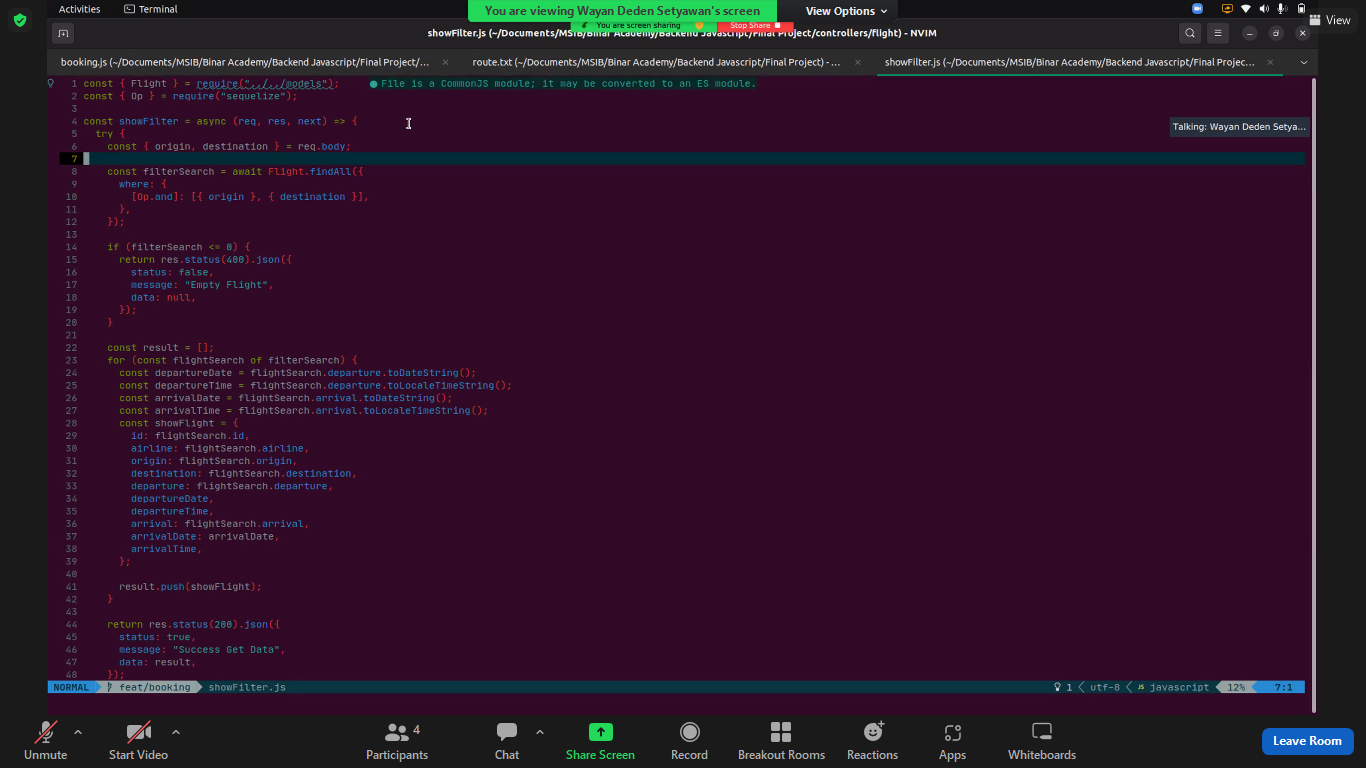 Activities
Terminal
You are viewing Wayan Deden Setyawan's screen
View Options
View
You are screen sharing
Stop Share
showFilter.js (~/Documents/MSIB/Binar Academy/Backend Javascript/Final Project/controllers/flight) - NVIM
booking.js (~/Documents/MSIB/Binar Academy/Backend Javascript/Final Project/...
route.txt (~/Documents/MSIB/Binar Academy/Backend Javascript/Final Project) - ...
showFilter.js (~/Documents/MSIB/Binar Academy/Backend Javascript/Final Projec...
Talking: Wayan Deden Setya...
1 const { Flight } = require("../../models"); File is a CommonJS module; it may be converted to an ES module.
2 const { Op } = require("sequelize");
3
4 const showFilter = async (req, res, next) => {
5 try {
6 const { origin, destination } = req.body;
7
8 const filterSearch = await Flight.findAll({
9 where: {
10 [Op.and]: [{ origin }, { destination }],
11 },
12 });
13
14 if (filterSearch <= 0) {
15 return res.status(400).json({
16 status: false,
17 message: "Empty Flight",
18 data: null,
19 });
20 }
21
22 const result = [];
23 for (const flightSearch of filterSearch) {
24 const departureDate = flightSearch.departure.toDateString();
25 const departureTime = flightSearch.departure.toLocaleTimeString();
26 const arrivalDate = flightSearch.arrival.toDateString();
27 const arrivalTime = flightSearch.arrival.toLocaleTimeString();
28 const showFlight = {
29 id: flightSearch.id,
30 airline: flightSearch.airline,
31 origin: flightSearch.origin,
32 destination: flightSearch.destination,
33 departure: flightSearch.departure,
34 departureDate,
35 departureTime,
36 arrival: flightSearch.arrival,
37 arrivalDate: arrivalDate,
38 arrivalTime,
39 };
40
41 result.push(showFlight);
42 }
43
44 return res.status(200).json({
45 status: true,
46 message: "Success Get Data",
47 data: result,
48 });
NORMAL feat/booking showFilter.js 1 utf-8 JS javascript 12% 7:1
Unmute
Start Video
4
Participants
Chat
Share Screen
Record
Breakout Rooms
Reactions
Apps
Whiteboards
Leave Room